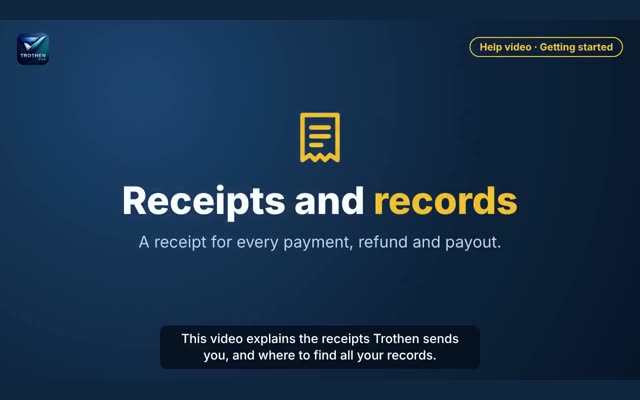 TROTHEN
Help video · Getting started
Receipts and records
A receipt for every payment, refund and payout.
This video explains the receipts Trothen sends
you, and where to find all your records.